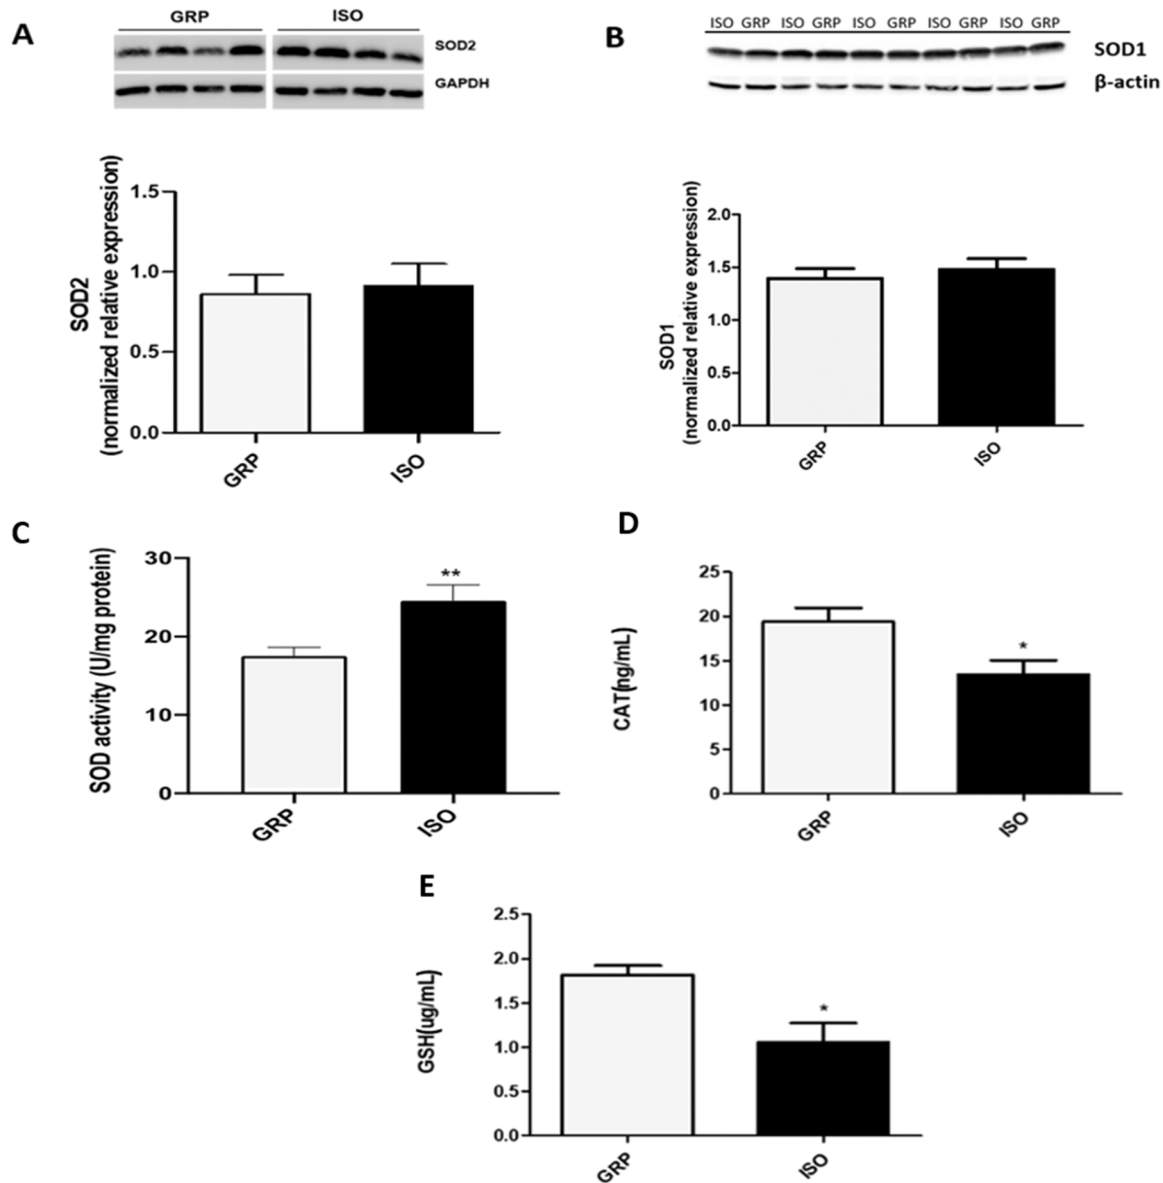 A
GRP ISO
SOD2
GAPDH
SOD2
(normalized relative expression)
1.5
1.0
0.5
0.0
GRP ISO
B
ISO GRP ISO GRP ISO GRP ISO GRP ISO GRP
SOD1
β-actin
SOD1
(normalized relative expression)
2.0
1.5
1.0
0.5
0.0
GRP ISO
C
SOD activity (U/mg protein)
30
20
10
0
**
GRP ISO
D
CAT(ng/mL)
25
20
15
10
5
0
*
GRP ISO
E
GSH(ug/mL)
2.5
2.0
1.5
1.0
0.5
0.0
*
GRP ISO